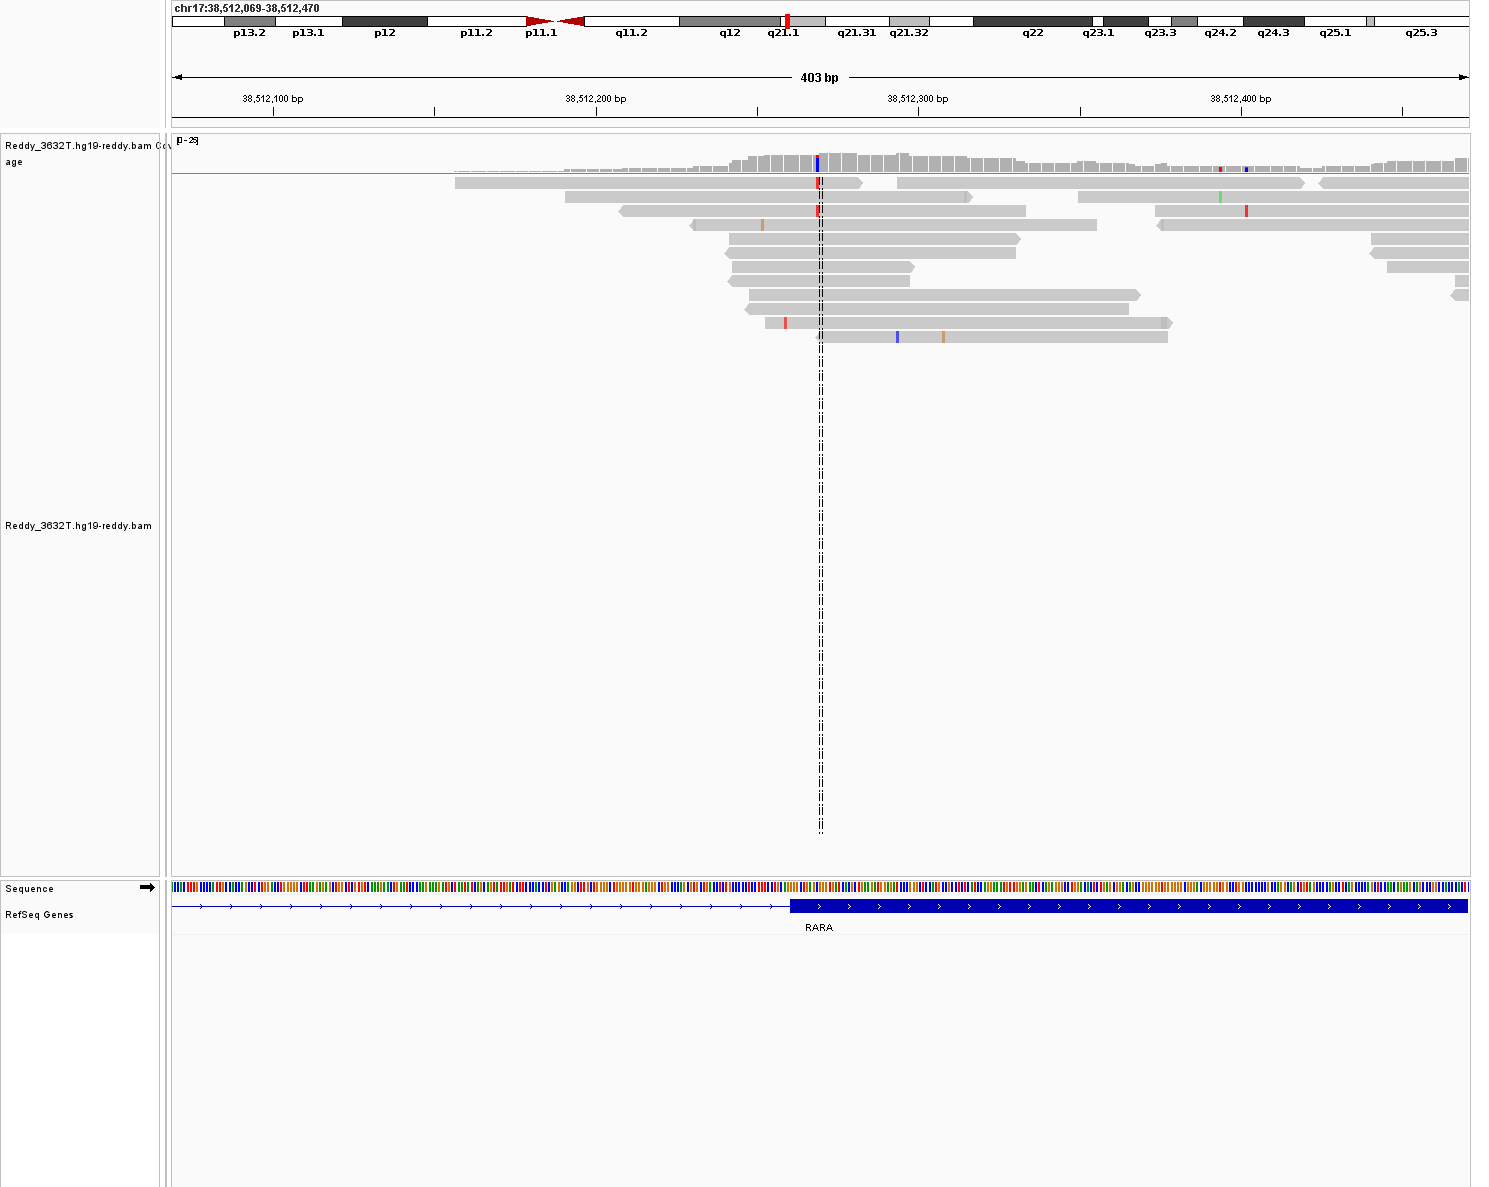 chr17:38,512,069-38,512,470
p13.2 p13.1 p12 p11.2 p11.1 q11.2 q12 q21.1 q21.31 q21.32 q22 q23.1 q23.3 q24.2 q24.3 q25.1 q25.3
403 bp
38,512,100 bp 38,512,200 bp 38,512,300 bp 38,512,400 bp
[0-25]
Reddy_3632T.hg19-reddy.bam Cov
age
Reddy_3632T.hg19-reddy.bam
Sequence
RefSeq Genes
RARA